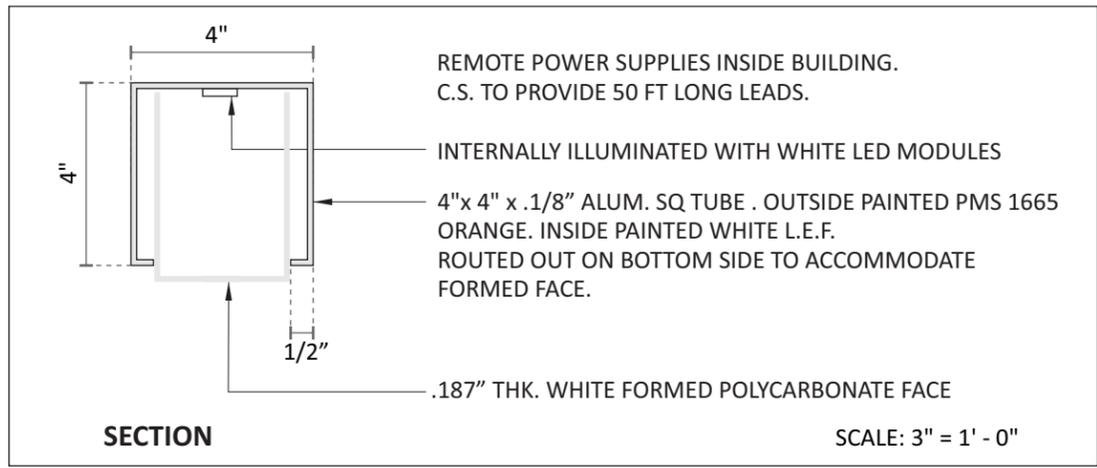 4"
REMOTE POWER SUPPLIES INSIDE BUILDING.
C.S. TO PROVIDE 50 FT LONG LEADS.
INTERNALLY ILLUMINATED WITH WHITE LED MODULES
4"
4"x 4" x .1/8” ALUM. SQ TUBE . OUTSIDE PAINTED PMS 1665
ORANGE. INSIDE PAINTED WHITE L.E.F.
ROUTED OUT ON BOTTOM SIDE TO ACCOMMODATE
FORMED FACE.
1/2”
.187” THK. WHITE FORMED POLYCARBONATE FACE
SECTION
SCALE: 3" = 1' - 0"